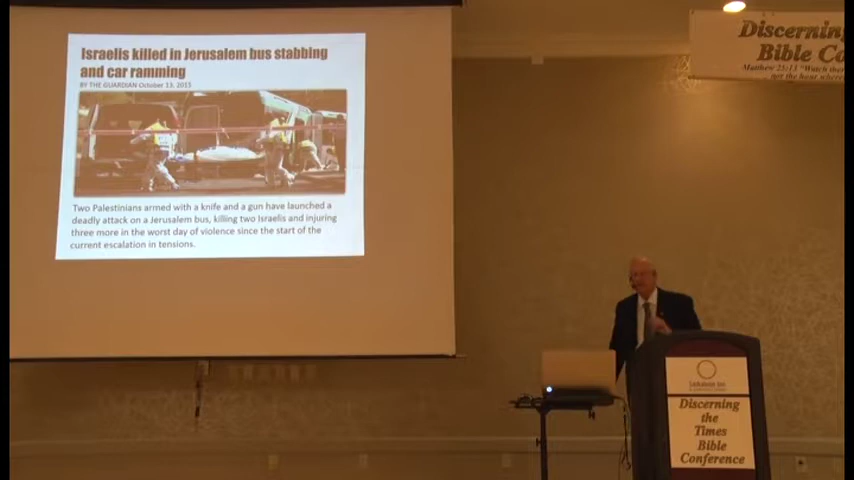 Israelis killed in Jerusalem bus stabbing
and car ramming
BY THE GUARDIAN October 13, 2015
Two Palestinians armed with a knife and a gun have launched a
deadly attack on a Jerusalem bus, killing two Israelis and injuring
three more in the worst day of violence since the start of the
current escalation in tensions.
Discerning
Bible Co
Matthew
Discerning
the
Times
Bible
Conference